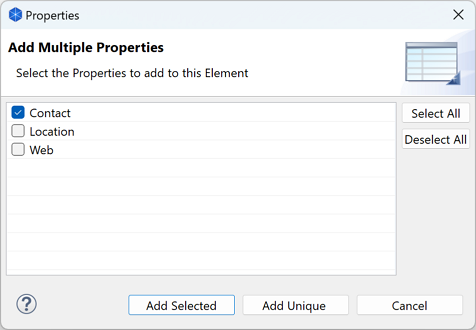 Properties
Add Multiple Properties
Select the Properties to add to this Element
Contact
Location
Web
Select All
Deselect All
?
Add Selected
Add Unique
Cancel